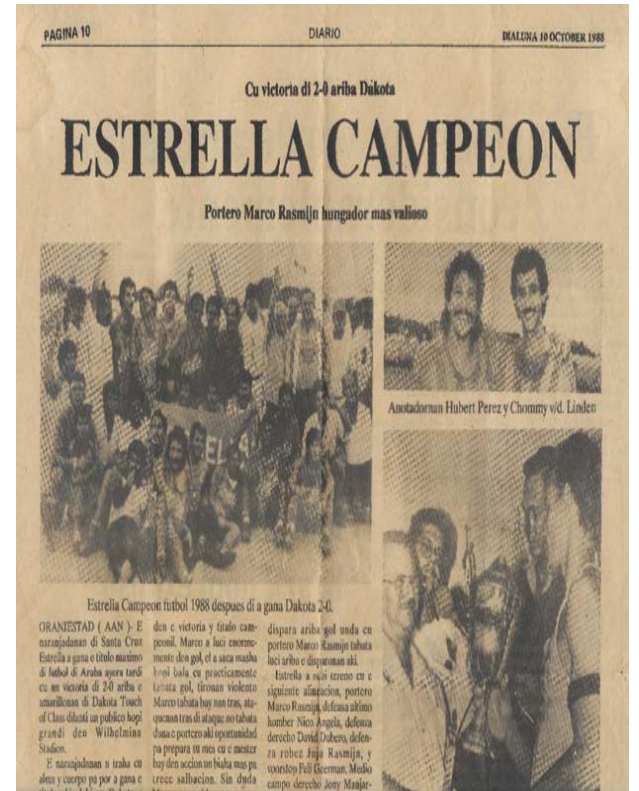 PAGINA 10
DIARIO
DIALUNA 10 OCTOBER 1988
Cu victoria di 2-0 ariba Dakota
ESTRELLA CAMPEON
Portero Marco Rasmijn hungador mas valioso
Anotadornan Hubert Perez y Chommy v/d. Linden
Estrella Campeon futbol 1988 despues di a gana Dakota 2-0.
ORANJESTAD ( AAN )- E
naranjadanan di Santa Cruz
Estrella a gana e titulo maximo
di futbol di Aruba ayera tardi
cu un victoria di 2-0 ariba e
amarillonan di Dakota Touch
of Class dilanti un publico hopi
grandi den Wilhelmina
Stadion.
E naranjadanan a traha cu
alma y cuerpo pa por a gana e
den e victoria y titulo cam-
peonil. Marco a luci enorme-
mente den gol, el a saca masha
hopi bala cu practicamente
tabata gol, tironan violento
Marco tabata bay nan tras, ata-
quenan tras di ataque no tabata
duna e portero aki oportunidad
pa prepara su mes cu e mester
bay den accion un biaha mas pa
trece salbacion. Sin duda
dispara ariba gol unda cu
portero Marco Rasmijn tabata
luci ariba e disparonan aki.
Estrella a sali tereno cu e
siguiente alineacion, portero
Marco Rasmijn, defensa ultimo
homber Nico Angela, defensa
derecho David Dubero, defen-
za robez Juja Rasmijn, y
voorstop Feli Geerman, Medio
campo derecho Jony Manjar-